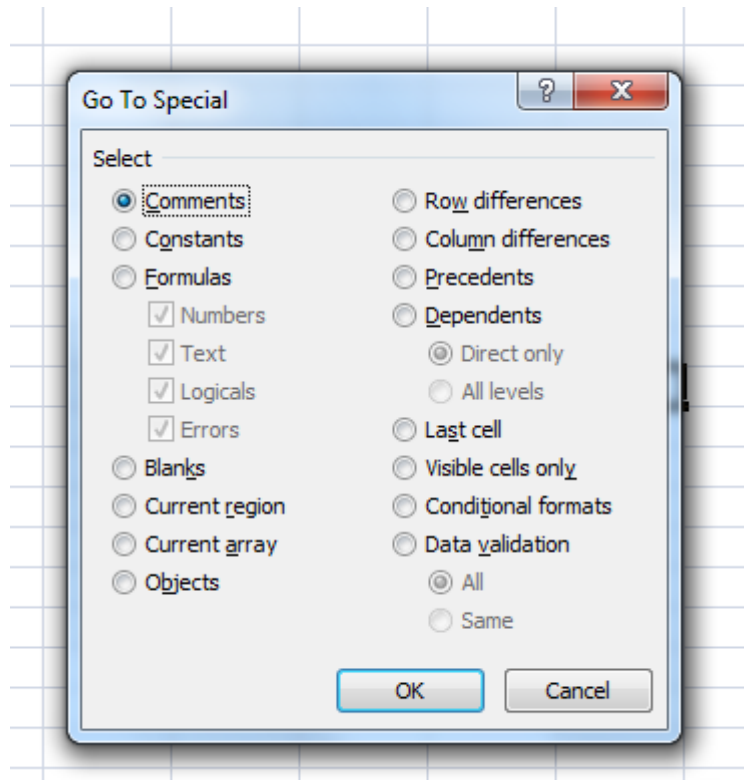 Go To Special
Select
Comments
Constants
Formulas
Numbers
Text
Logicals
Errors
Blanks
Current region
Current array
Objects
Row differences
Column differences
Precedents
Dependents
Direct only
All levels
Last cell
Visible cells only
Conditional formats
Data validation
All
Same
OK
Cancel